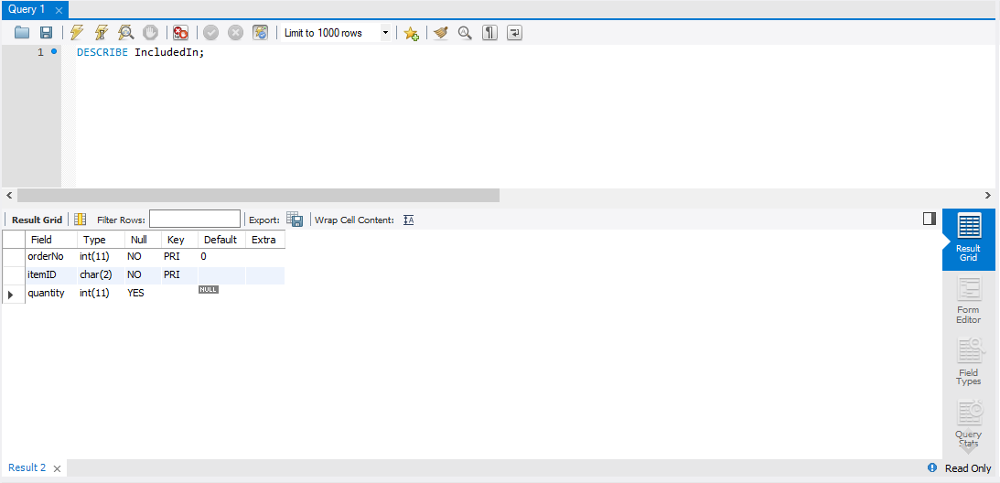 Query 1
Limit to 1000 rows
1 DESCRIBE IncludedIn;
Result Grid Filter Rows: Export: Wrap Cell Content:
Field Type Null Key Default Extra
orderNo int(11) NO PRI 0
itemID char(2) NO PRI
quantity int(11) YES NULL
Result
Grid
Form
Editor
Field
Types
Query
Stats
Result 2
Read Only